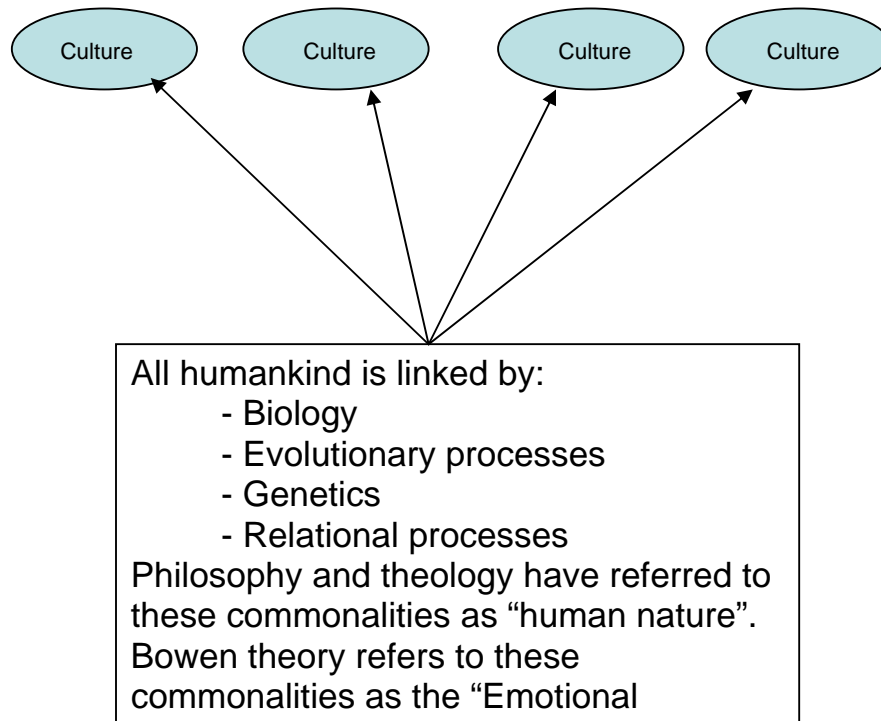 Culture Culture Culture Culture
All humankind is linked by:
- Biology
- Evolutionary processes
- Genetics
- Relational processes
Philosophy and theology have referred to
these commonalities as “human nature”.
Bowen theory refers to these
commonalities as the “Emotional